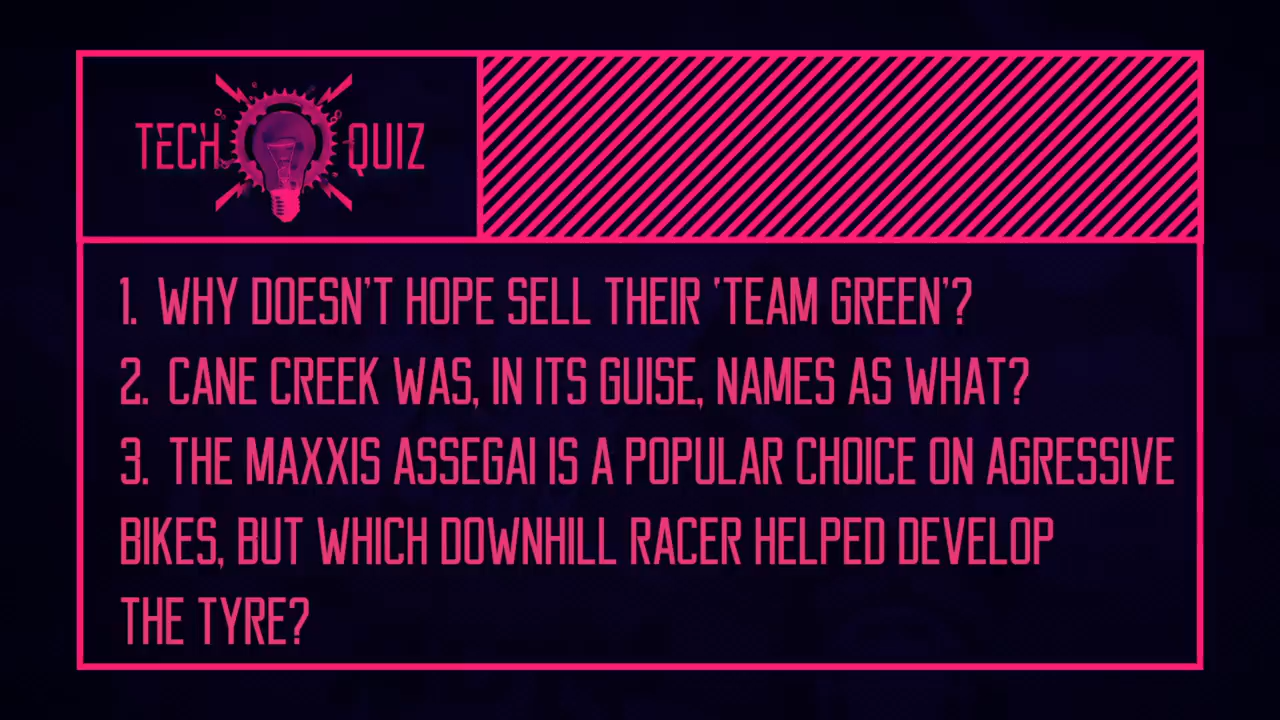 TECH QUIZ
1. WHY DOESN'T HOPE SELL THEIR 'TEAM GREEN'?
2. CANE CREEK WAS, IN ITS GUISE, NAMES AS WHAT?
3. THE MAXXIS ASSEGAI IS A POPULAR CHOICE ON AGRESSIVE
BIKES, BUT WHICH DOWNHILL RACER HELPED DEVELOP
THE TYRE?